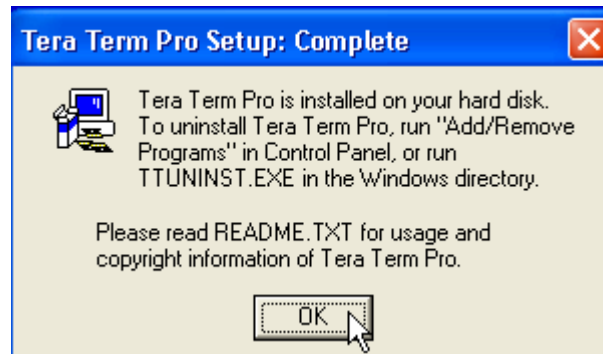 Tera Term Pro Setup: Complete
Tera Term Pro is installed on your hard disk.
To uninstall Tera Term Pro, run "Add/Remove
Programs" in Control Panel, or run
TTUNINST.EXE in the Windows directory.
Please read README.TXT for usage and
copyright information of Tera Term Pro.
OK